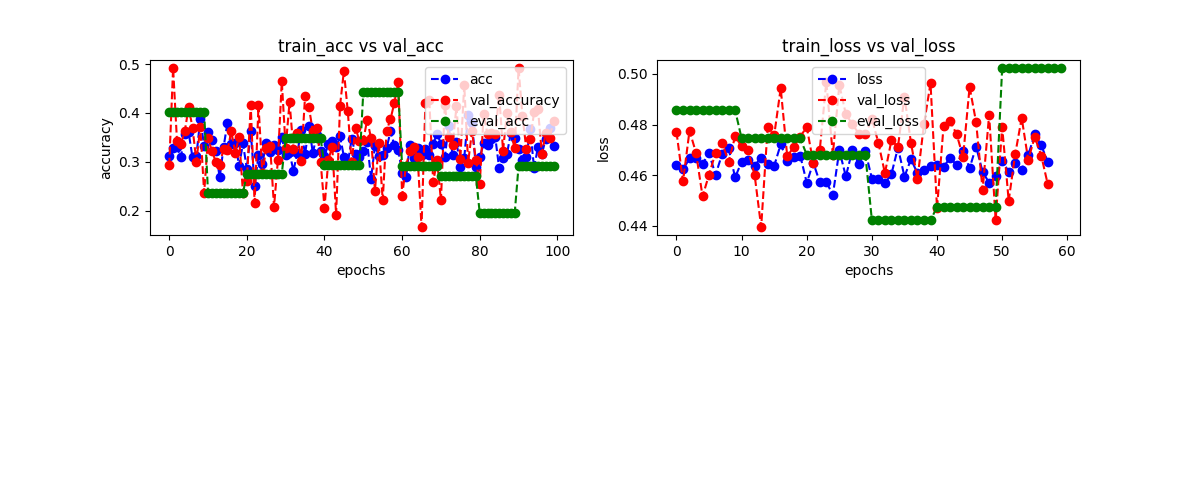 train_acc vs val_acc
accuracy
0.5
0.4
0.3
0.2
acc
val_accuracy
eval_acc
0 20 40 60 80 100
epochs
train_loss vs val_loss
loss
0.50
0.48
0.46
0.44
loss
val_loss
eval_loss
0 10 20 30 40 50 60
epochs